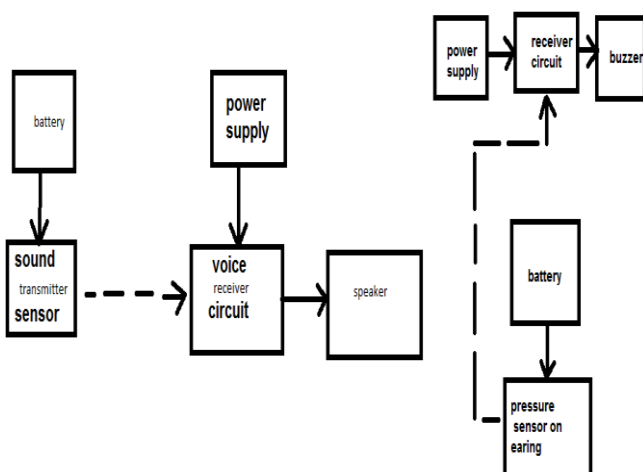 battery
power
supply
sound
transmitter
sensor
voice
receiver
circuit
speaker
power
supply
receiver
circuit
buzzer
battery
pressure
sensor on
earing